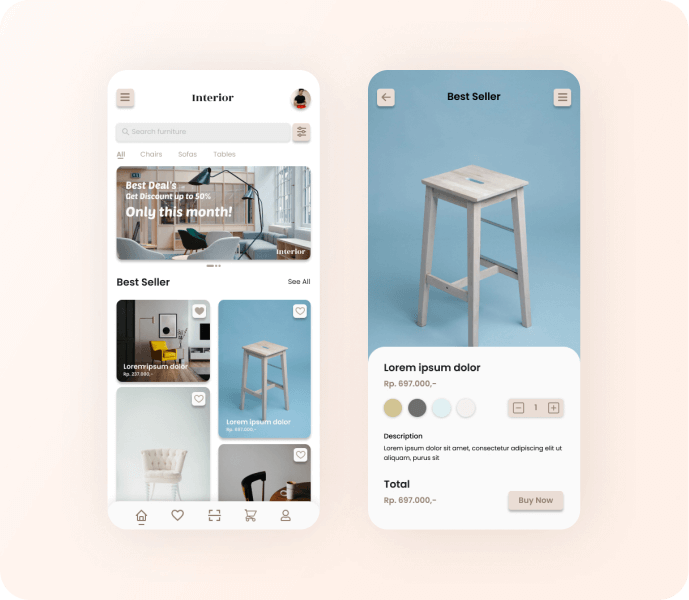 Interior
Search furniture
All Chairs Sofas Tables
Best Deal's
Get Discount up to 50%
Only this month!
Interior
Best Seller See All
Lorem ipsum dolor
Rp. 237.000,-
Lorem ipsum dolor
Rp. 697.000,-
Best Seller
Lorem ipsum dolor
Rp. 697.000,-
1
Description
Lorem ipsum dolor sit amet, consectetur adipiscing elit ut
aliquam, purus sit
Total
Rp. 697.000,-
Buy Now